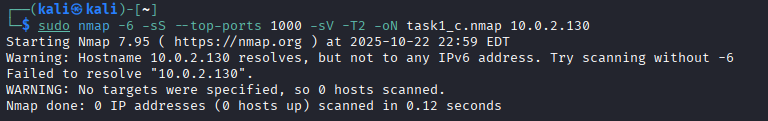 ┌──(kali㉿kali)-[~]
└─$ sudo nmap -6 -sS --top-ports 1000 -sV -T2 -oN task1_c.nmap 10.0.2.130
Starting Nmap 7.95 ( https://nmap.org ) at 2025-10-22 22:59 EDT
Warning: Hostname 10.0.2.130 resolves, but not to any IPv6 address. Try scanning without -6
Failed to resolve "10.0.2.130".
WARNING: No targets were specified, so 0 hosts scanned.
Nmap done: 0 IP addresses (0 hosts up) scanned in 0.12 seconds